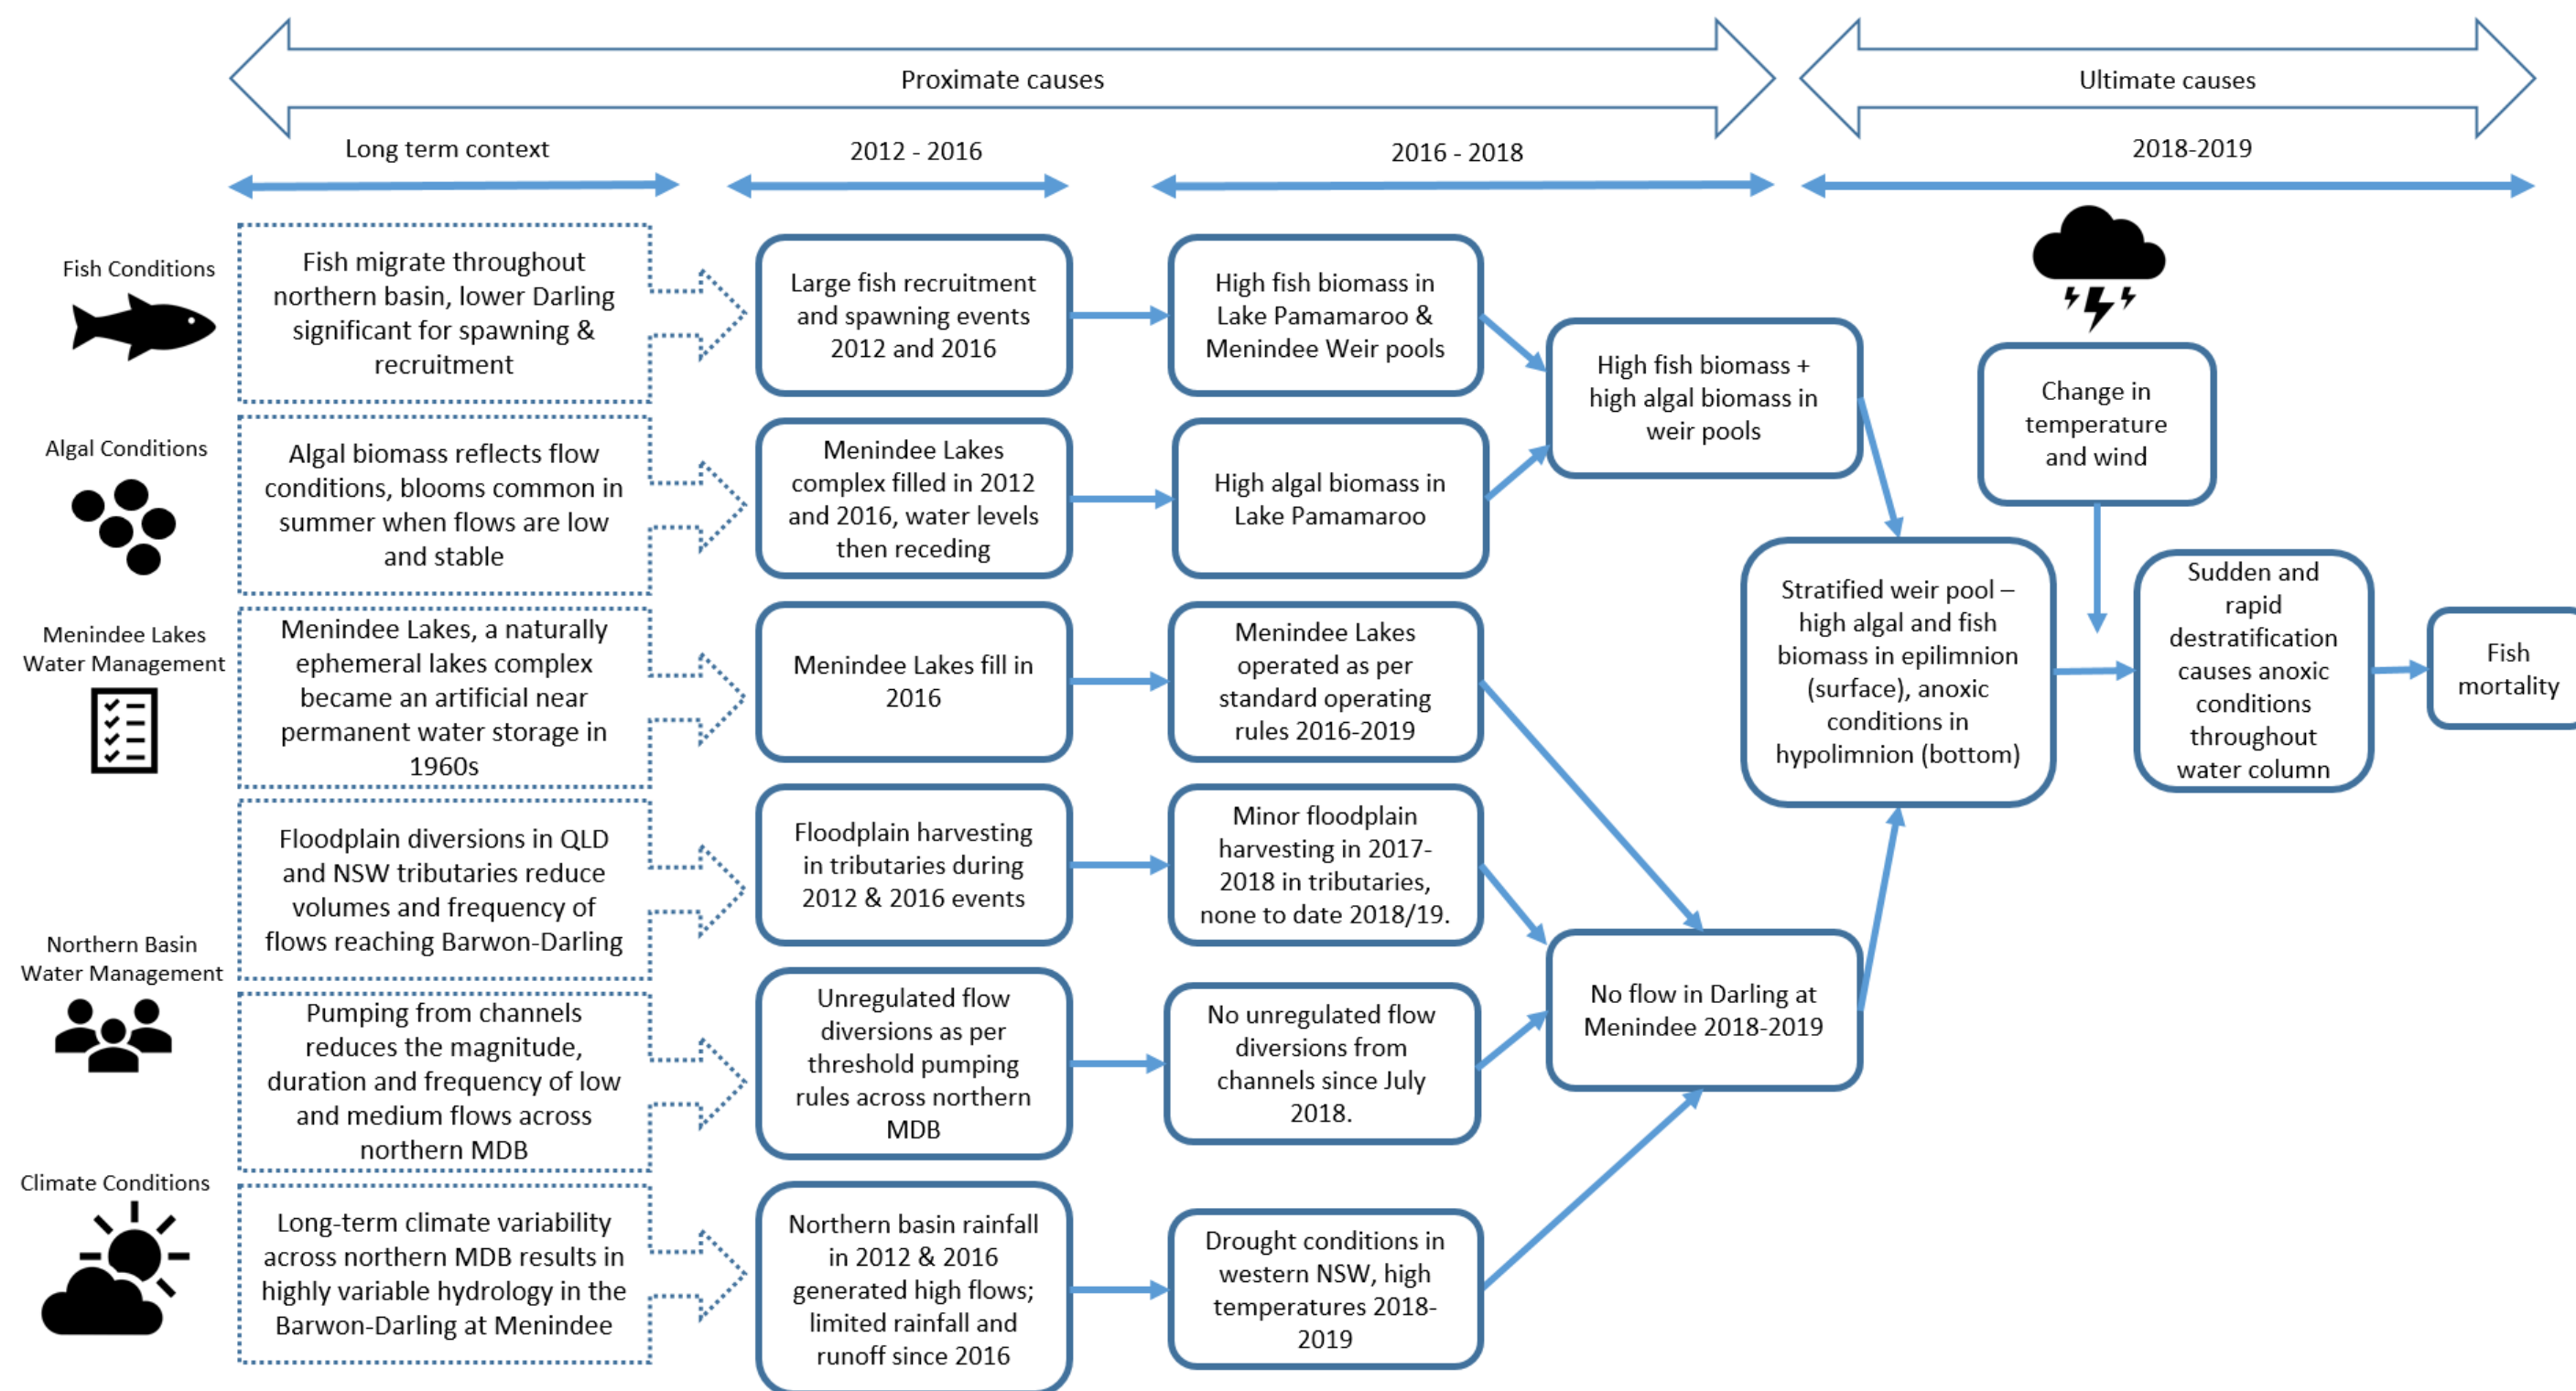 Proximate causes
Ultimate causes
Long term context
2012 - 2016
2016 - 2018
2018-2019
Fish Conditions
Fish migrate throughout
northern basin, lower Darling
significant for spawning &
recruitment
Large fish recruitment
and spawning events
2012 and 2016
High fish biomass in
Lake Pamamaroo &
Menindee Weir pools
High fish biomass +
high algal biomass in
weir pools
Change in
temperature
and wind
Algal Conditions
Algal biomass reflects flow
conditions, blooms common in
summer when flows are low
and stable
Menindee Lakes
complex filled in 2012
and 2016, water levels
then receding
High algal biomass in
Lake Pamamaroo
Stratified weir pool –
high algal and fish
biomass in epilimnion
(surface), anoxic
conditions in
hypolimnion (bottom)
Sudden and
rapid
destratification
causes anoxic
conditions
throughout
water column
Fish
mortality
Menindee Lakes
Water Management
Menindee Lakes, a naturally
ephemeral lakes complex
became an artificial near
permanent water storage in
1960s
Menindee Lakes fill in
2016
Menindee Lakes
operated as per
standard operating
rules 2016-2019
Northern Basin
Water Management
Floodplain diversions in QLD
and NSW tributaries reduce
volumes and frequency of
flows reaching Barwon-Darling
Floodplain harvesting
in tributaries during
2012 & 2016 events
Minor floodplain
harvesting in 2017-
2018 in tributaries,
none to date 2018/19.
No flow in Darling at
Menindee 2018-2019
Pumping from channels
reduces the magnitude,
duration and frequency of low
and medium flows across
northern MDB
Unregulated flow
diversions as per
threshold pumping
rules across northern
MDB
No unregulated flow
diversions from
channels since July
2018.
Climate Conditions
Long-term climate variability
across northern MDB results in
highly variable hydrology in the
Barwon-Darling at Menindee
Northern basin rainfall
in 2012 & 2016
generated high flows;
limited rainfall and
runoff since 2016
Drought conditions in
western NSW, high
temperatures 2018-
2019